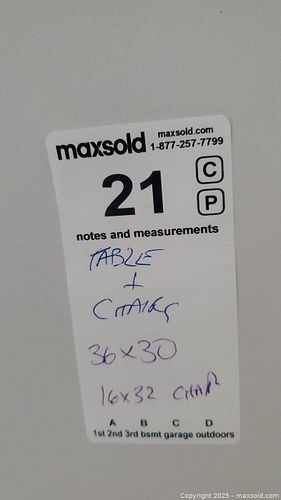 maxsold maxsold.com
1-877-257-7799
21 C
P
notes and measurements
TABLE
+
CHAIRS
36x30
16x32 CHAIR
A B C D
1st 2nd 3rd bsmt garage outdoors
Copyright 2025 - maxsold.com